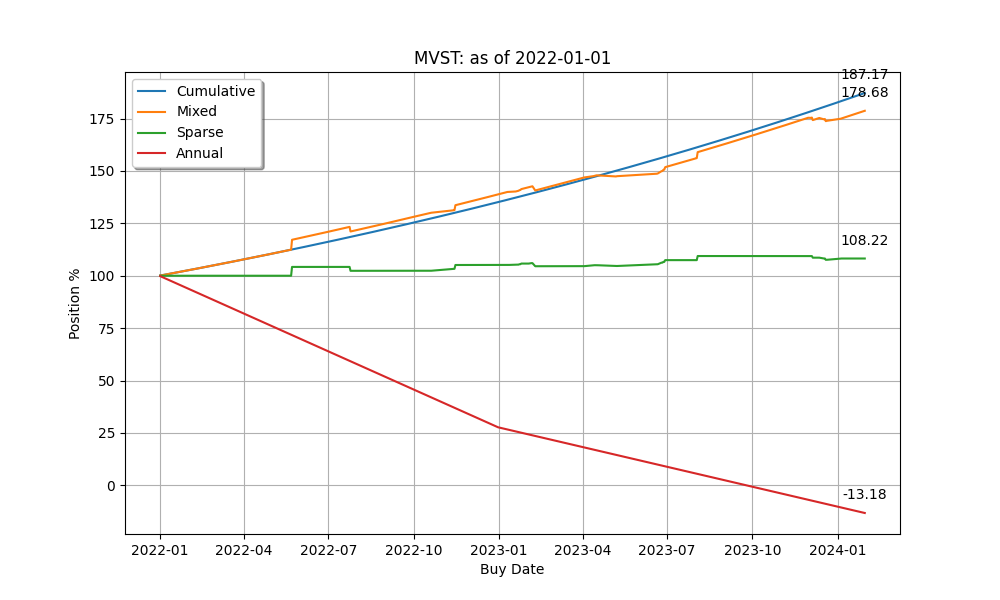 MVST: as of 2022-01-01
187.17
178.68
108.22
-13.18
Cumulative
Mixed
Sparse
Annual
Position %
175
150
125
100
75
50
25
0
2022-01 2022-04 2022-07 2022-10 2023-01 2023-04 2023-07 2023-10 2024-01
Buy Date